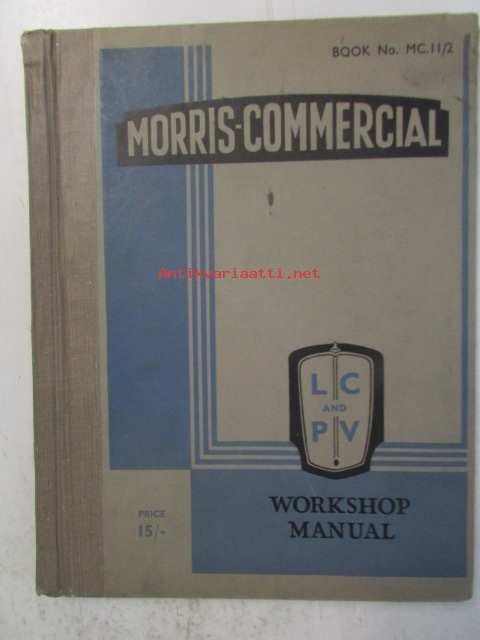 BOOK No. MC.11/2
MORRIS-COMMERCIAL
Antikvariaatti.net
L C
AND
P V
WORKSHOP
MANUAL
PRICE
15/-